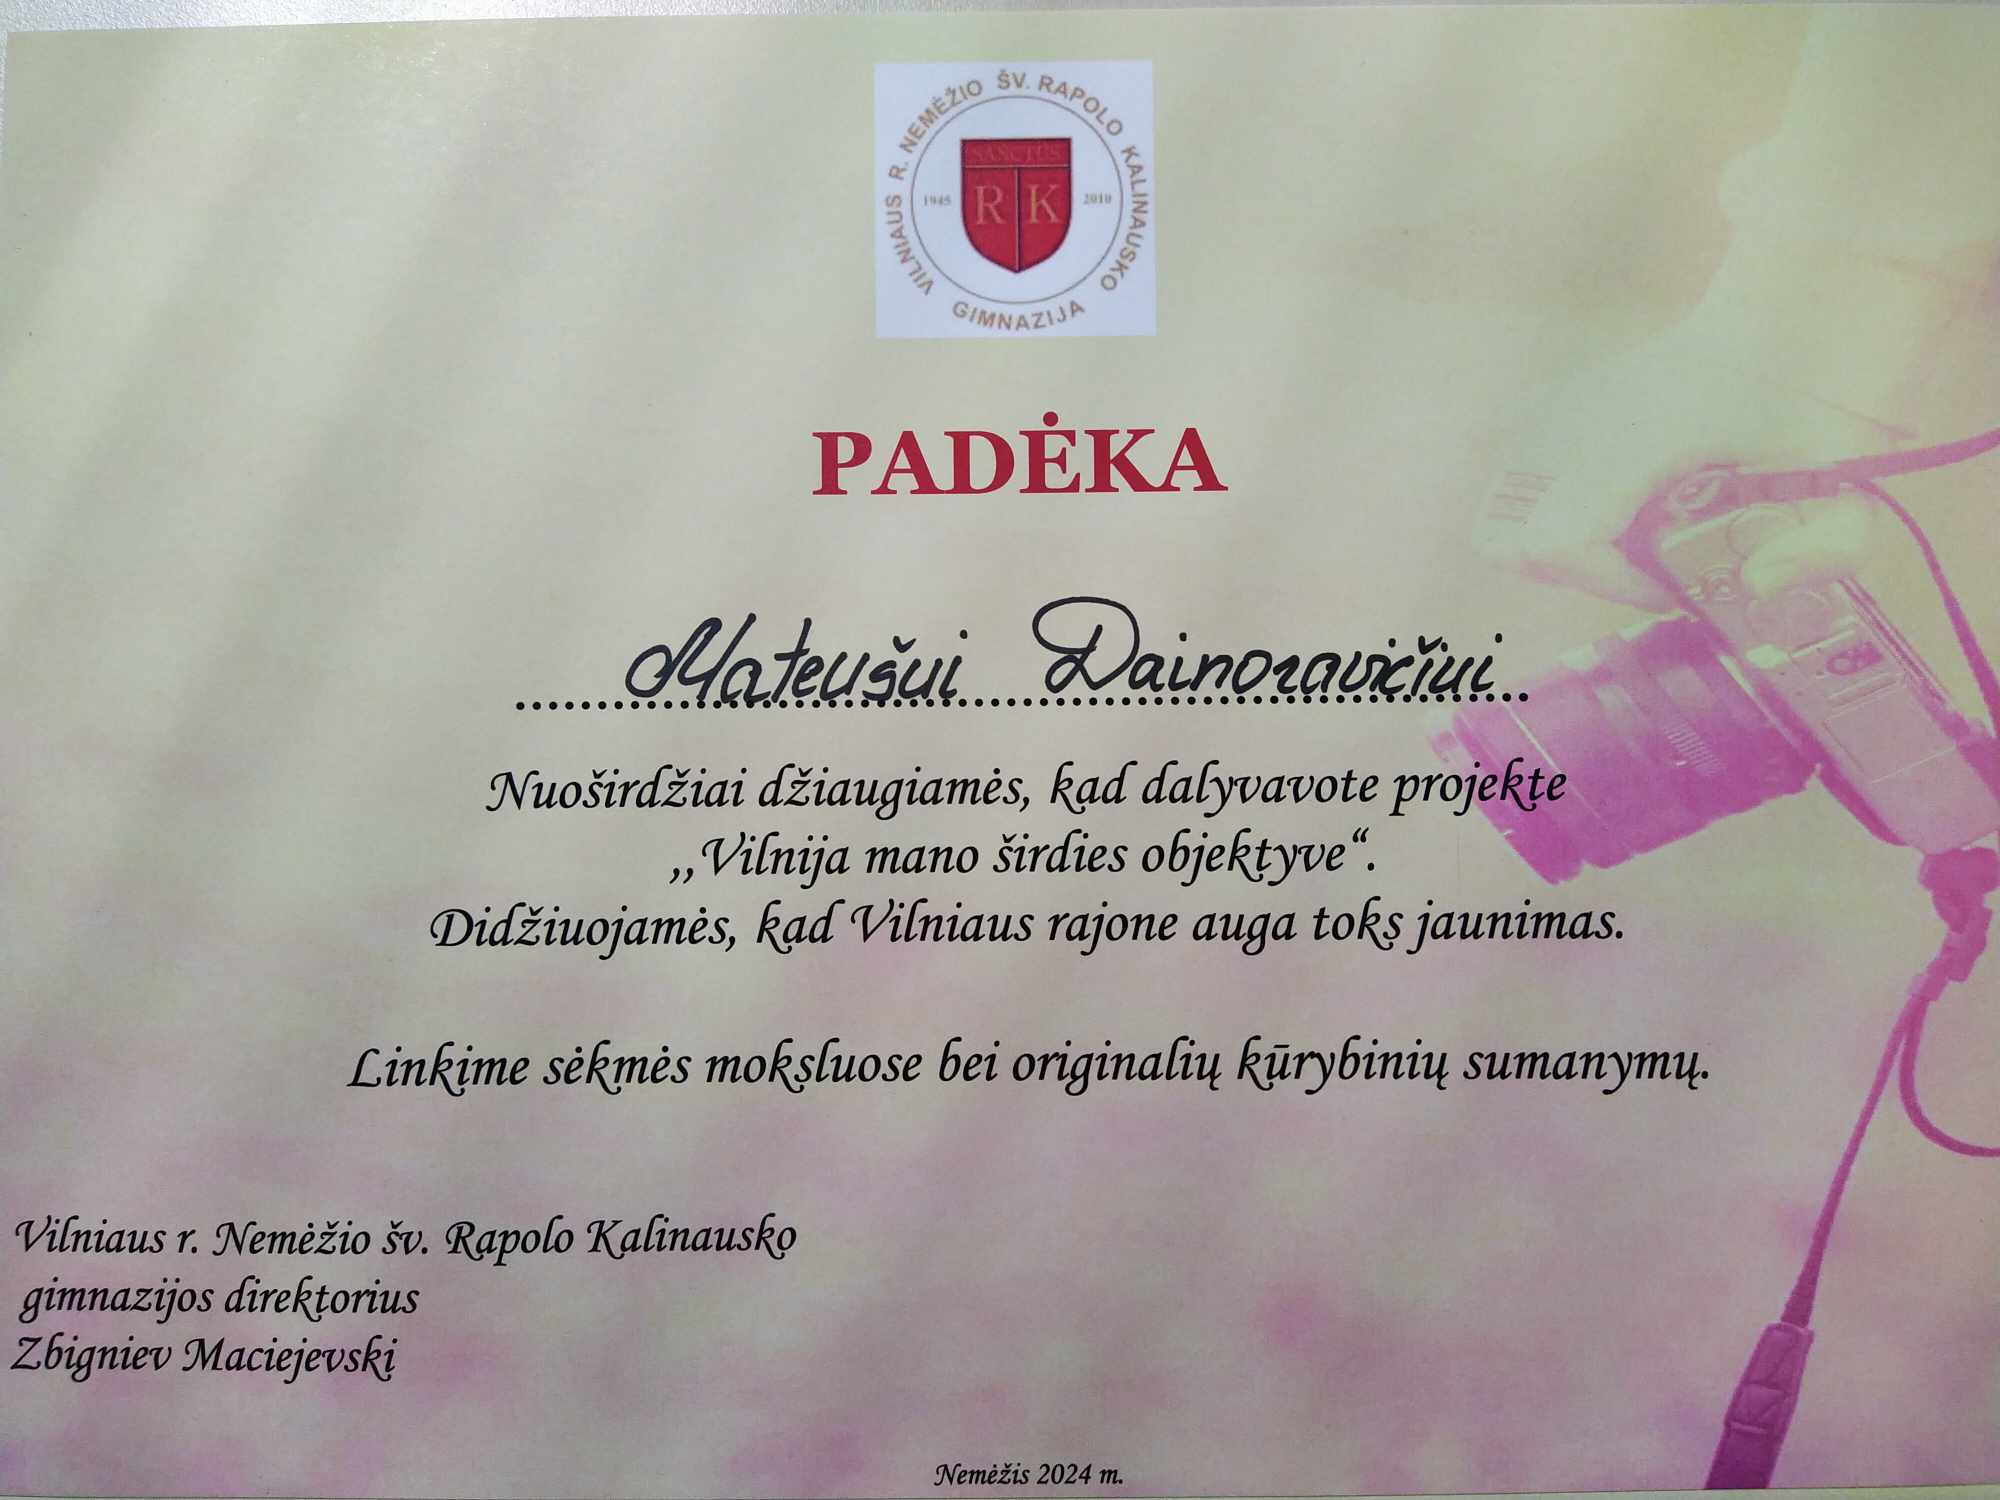 VILNIAUS R. NEMĖŽIO ŠV. RAPOLO KALINAUSKO
GIMNAZIJA
SANCTUS
1945 RK 2010
PADĖKA
Mateušui Dainoravičiui
Nuoširdžiai džiaugiamės, kad dalyvavote projekte
,,Vilnija mano širdies objektyve“.
Didžiuojamės, kad Vilniaus rajone auga toks jaunimas.
Linkime sėkmės moksluose bei originalių kūrybinių sumanymų.
Vilniaus r. Nemėžio šv. Rapolo Kalinausko
gimnazijos direktorius
Zbigniev Maciejevski
Nemėžis 2024 m.